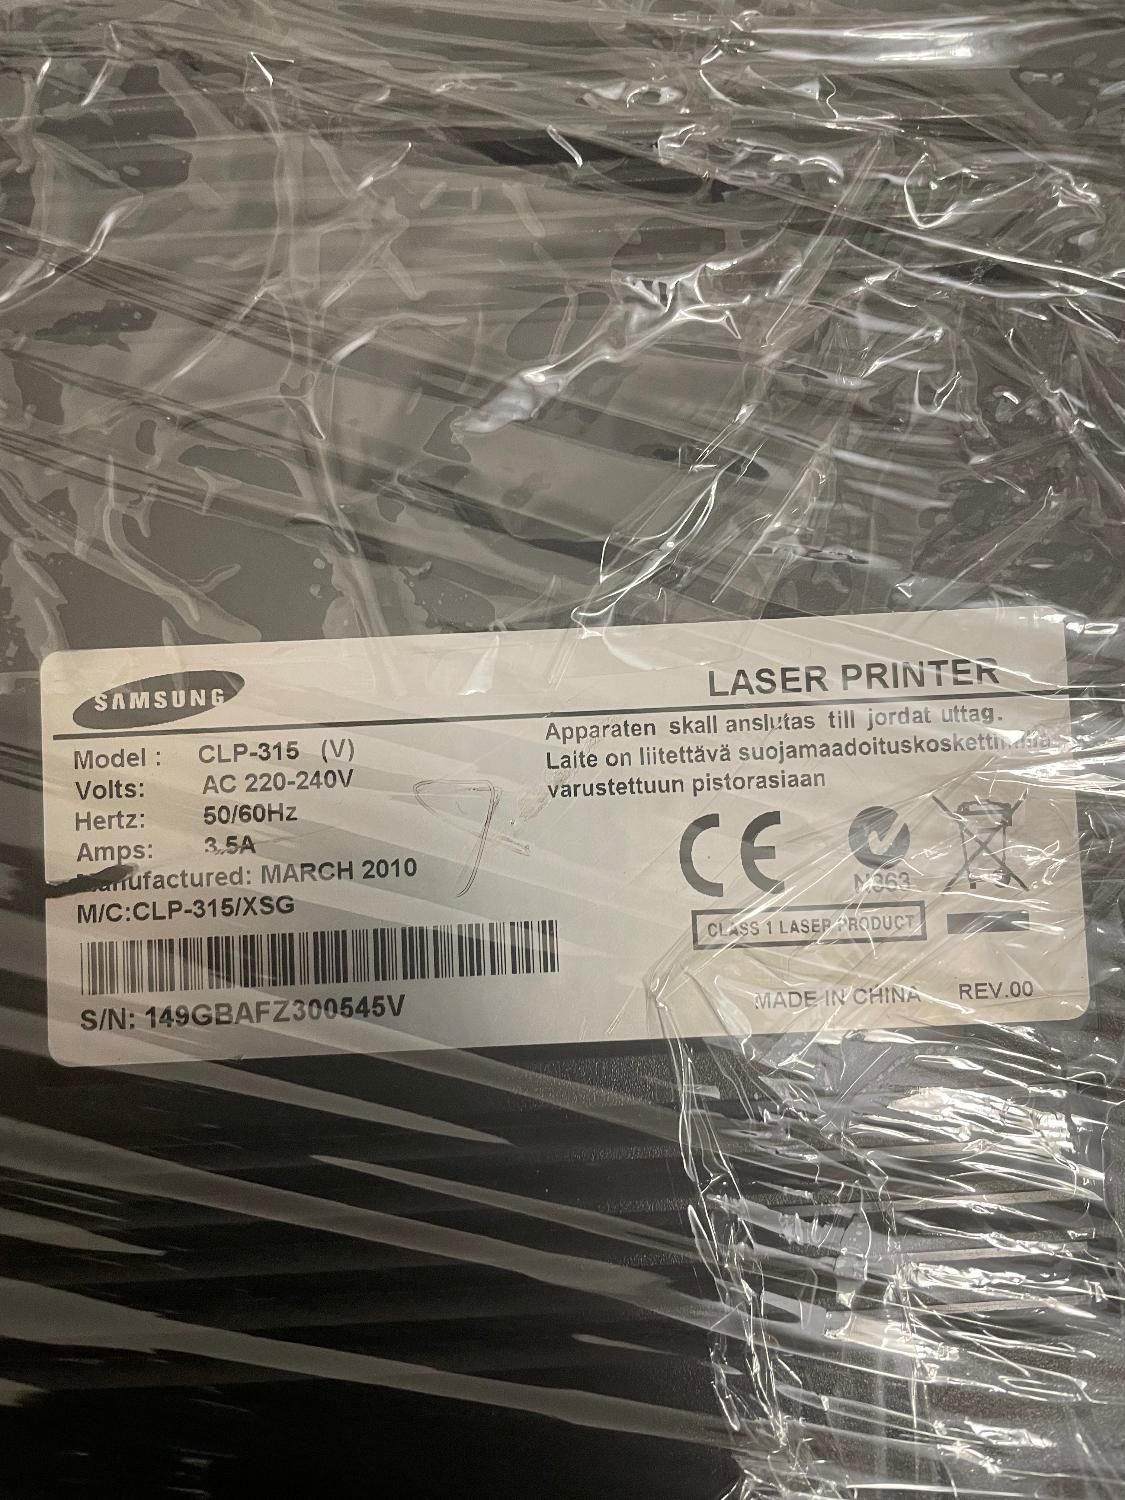 SAMSUNG
LASER PRINTER
Model : CLP-315 (V)
Volts: AC 220-240V
Hertz: 50/60Hz
Amps: 3.5A
Manufactured: MARCH 2010
M/C:CLP-315/XSG
S/N: 149GBAFZ300545V
Apparaten skall anslutas till jordat uttag.
Laite on liitettävä
varustettuun pistorasiaan
CE
N363
CLASS 1 LASER PRODUCT
MADE IN CHINA REV.00